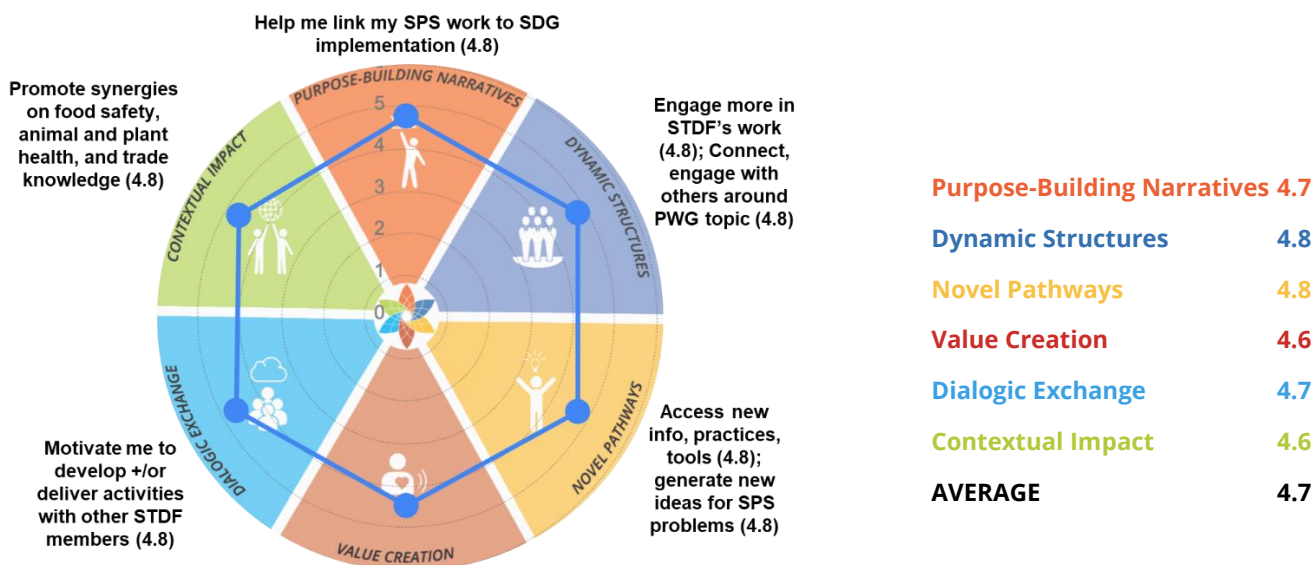 Help me link my SPS work to SDG
implementation (4.8)
Promote synergies
on food safety,
animal and plant
health, and trade
knowledge (4.8)
PURPOSE-BUILDING NARRATIVES
Engage more in
STDF's work
(4.8); Connect,
engage with
others around
PWG topic (4.8)
CONTEXTUAL IMPACT
DYNAMIC STRUCTURES
5
4
3
2
1
0
DIALOGIC EXCHANGE
NOVEL PATHWAYS
VALUE CREATION
Motivate me to
develop +/or
deliver activities
with other STDF
members (4.8)
Access new
info, practices,
tools (4.8);
generate new
ideas for SPS
problems (4.8)
Purpose-Building Narratives 4.7
Dynamic Structures 4.8
Novel Pathways 4.8
Value Creation 4.6
Dialogic Exchange 4.7
Contextual Impact 4.6
AVERAGE 4.7